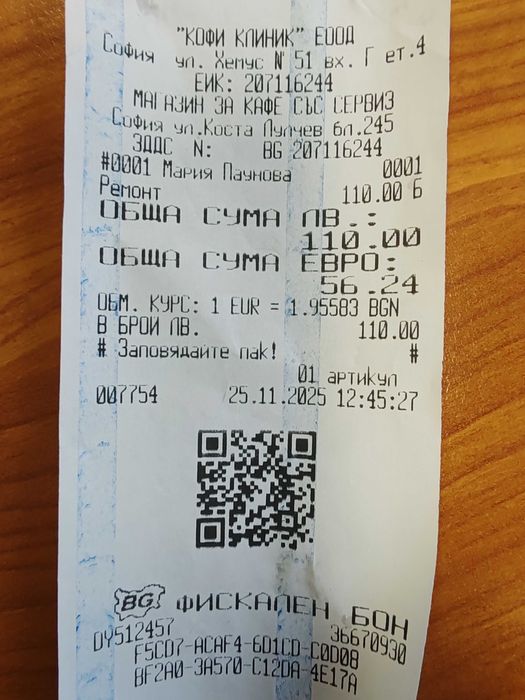 "КОФИ КЛИНИК" ЕООД
София ул. Хемус № 51 вх. Г ет.4
ЕИК: 207116244
МАГАЗИН ЗА КАФЕ СЪС СЕРВИЗ
София ул.Коста Лулчев бл.245
ЗДДС N: BG 207116244
#0001 Мария Паунова 0001
Ремонт 110.00 Б
ОБЩА СУМА ЛВ.:
110.00
ОБЩА СУМА ЕВРО:
56.24
ОБМ. КУРС: 1 EUR = 1.95583 BGN
В БРОЙ ЛВ. 110.00
# Заповядайте пак! #
01 артикул
007754 25.11.2025 12:45:27
BG ФИСКАЛЕН БОН
DY512457 36670930
F5CD7-ACAF4-6D1CD-C0D08
BF2A0-3A570-C12DA-4E17A